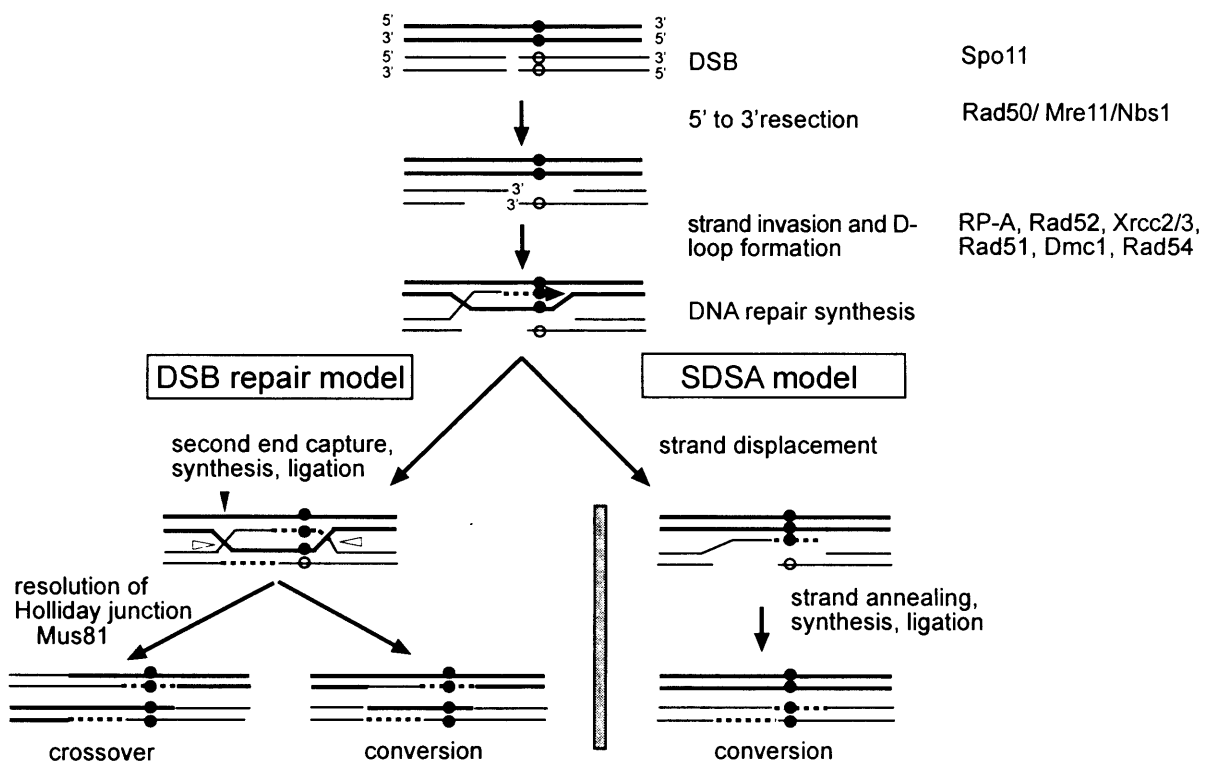 5' 3'
3' 5'
5' 3'
3' 5'
DSB Spo11
5' to 3'resection Rad50/ Mre11/Nbs1
3'
3'
strand invasion and D- RP-A, Rad52, Xrcc2/3,
loop formation Rad51, Dmc1, Rad54
DNA repair synthesis
DSB repair model
SDSA model
second end capture,
synthesis, ligation
strand displacement
resolution of
Holliday junction
Mus81
strand annealing,
synthesis, ligation
crossover
conversion
conversion